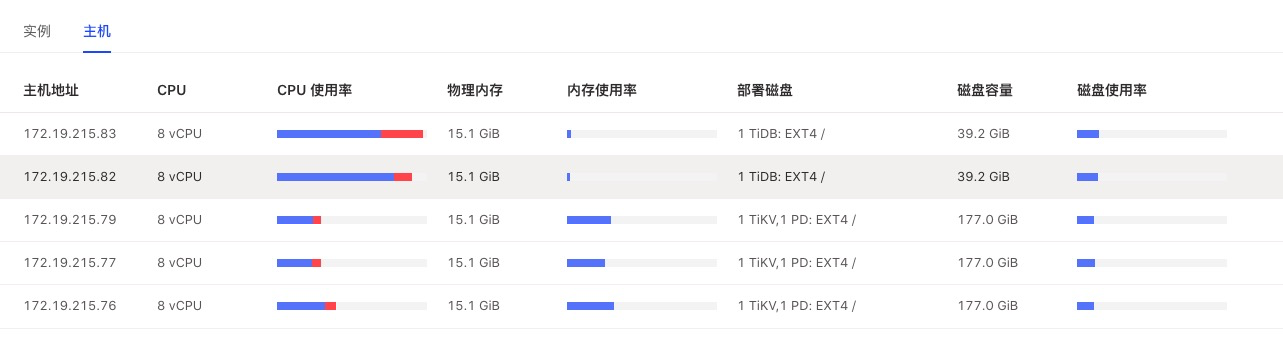 实例 主机
主机地址 CPU CPU 使用率 物理内存 内存使用率 部署磁盘 磁盘容量 磁盘使用率
172.19.215.83 8 vCPU 15.1 GiB 1 TiDB: EXT4 / 39.2 GiB
172.19.215.82 8 vCPU 15.1 GiB 1 TiDB: EXT4 / 39.2 GiB
172.19.215.79 8 vCPU 15.1 GiB 1 TiKV,1 PD: EXT4 / 177.0 GiB
172.19.215.77 8 vCPU 15.1 GiB 1 TiKV,1 PD: EXT4 / 177.0 GiB
172.19.215.76 8 vCPU 15.1 GiB 1 TiKV,1 PD: EXT4 / 177.0 GiB